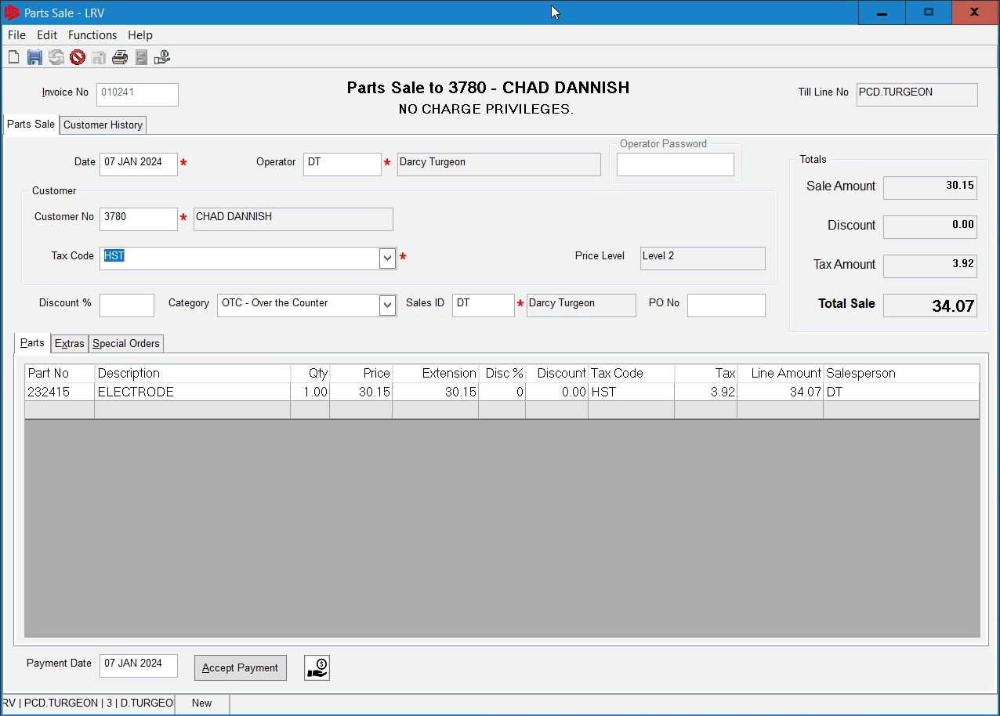 Parts Sale - LRV
File Edit Functions Help
Invoice No 010241
Parts Sale to 3780 - CHAD DANNISH
NO CHARGE PRIVILEGES.
Till Line No PCD.TURGEON
Parts Sale Customer History
Date 07 JAN 2024 * Operator DT * Darcy Turgeon
Operator Password
Customer
Customer No 3780 * CHAD DANNISH
Tax Code HST * Price Level Level 2
Discount % Category OTC - Over the Counter Sales ID DT * Darcy Turgeon PO No
Totals
Sale Amount 30.15
Discount 0.00
Tax Amount 3.92
Total Sale 34.07
Parts Extras Special Orders
Part No Description Qty Price Extension Disc % Discount Tax Code Tax Line Amount Salesperson
232415 ELECTRODE 1.00 30.15 30.15 0 0.00 HST 3.92 34.07 DT
Payment Date 07 JAN 2024 Accept Payment
RV | PCD.TURGEON | 3 | D.TURGEO New